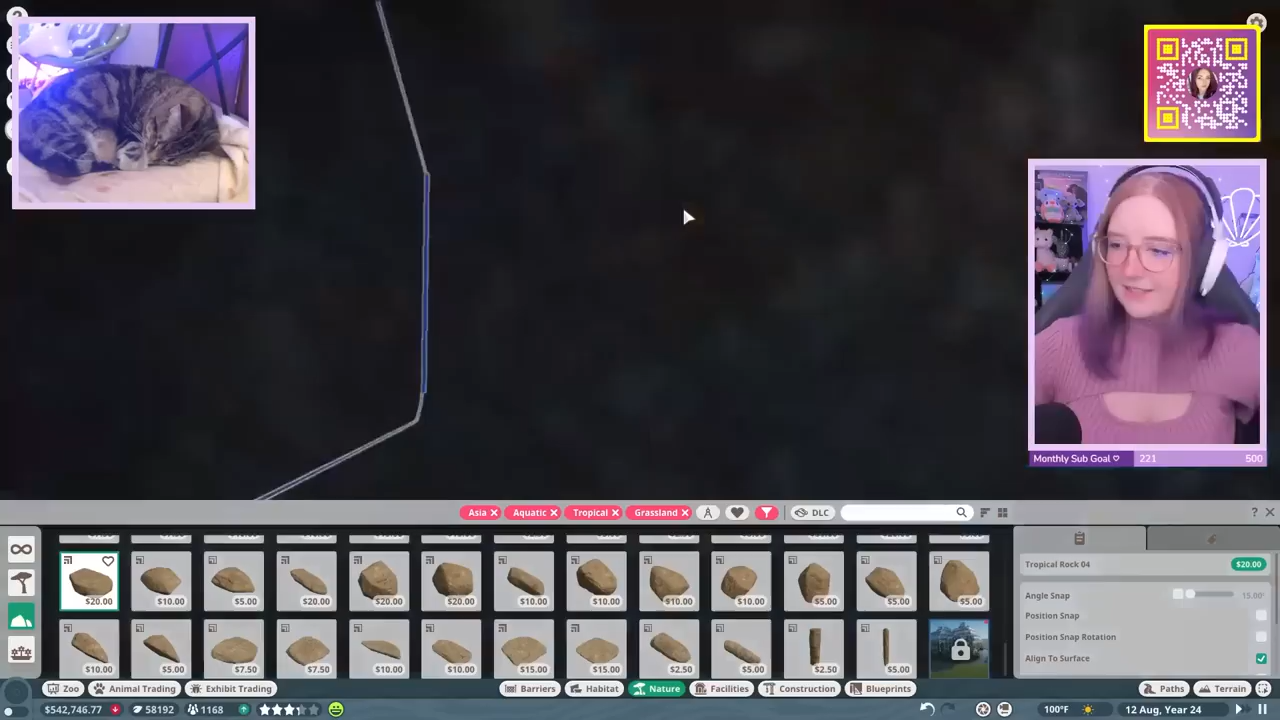 ?
Monthly Sub Goal ♡ 221 500
Asia ✕ Aquatic ✕ Tropical ✕ Grassland ✕ DLC ? ✕
$20.00 $10.00 $5.00 $20.00 $20.00 $20.00 $10.00 $10.00 $10.00 $10.00 $5.00 $5.00 $5.00
$10.00 $5.00 $7.50 $7.50 $10.00 $10.00 $15.00 $15.00 $2.50 $5.00 $2.50 $5.00
Tropical Rock 04 $20.00
Angle Snap 15.00°
Position Snap
Position Snap Rotation
Align To Surface
Zoo Animal Trading Exhibit Trading Barriers Habitat Nature Facilities Construction Blueprints Paths Terrain
$542,746.77 58192 1168 100°F 12 Aug, Year 24